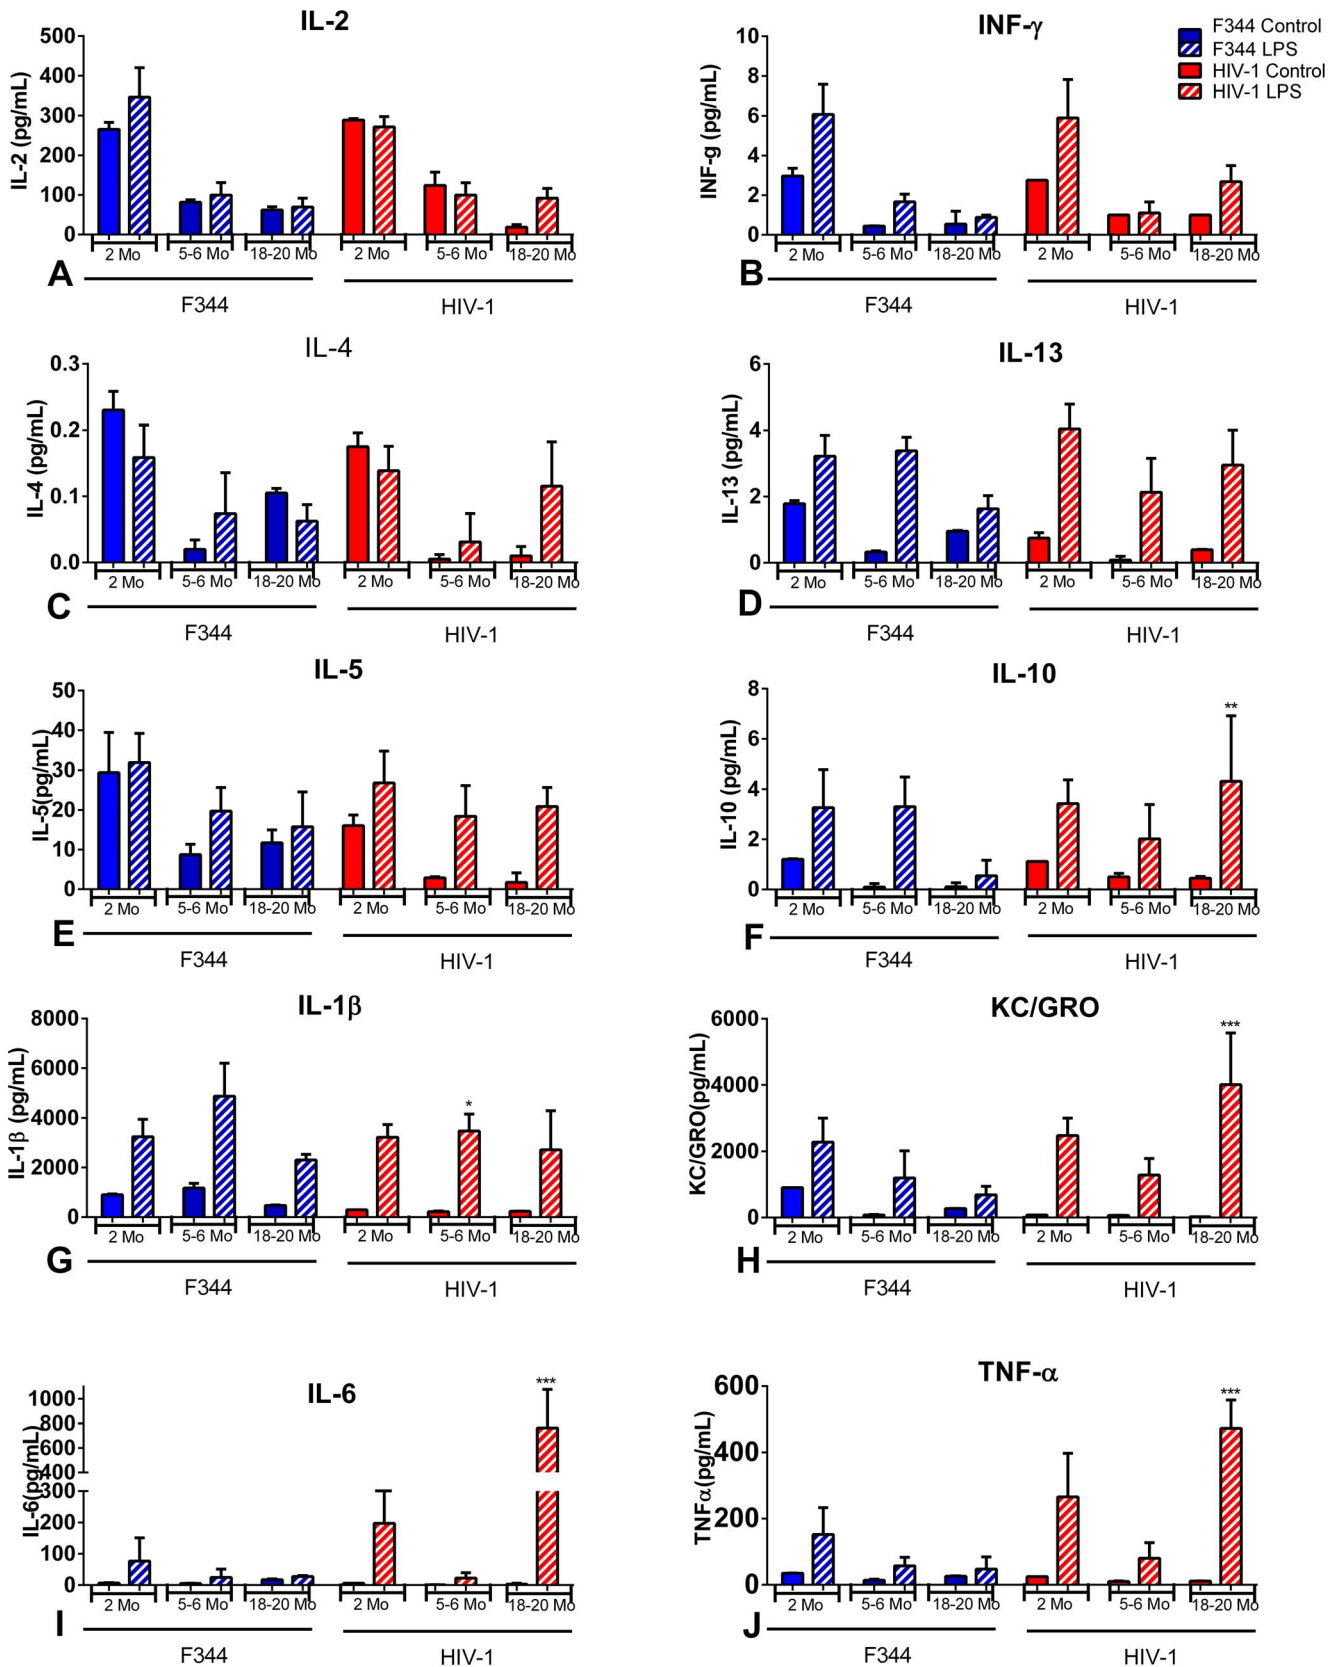 IL-2
500
400
300
200
100
0
IL-2 (pg/mL)
2 Mo 5-6 Mo 18-20 Mo 2 Mo 5-6 Mo 18-20 Mo
A
F344 HIV-1
INF-γ
10
8
6
4
2
0
INF-g (pg/mL)
F344 Control
F344 LPS
HIV-1 Control
HIV-1 LPS
2 Mo 5-6 Mo 18-20 Mo 2 Mo 5-6 Mo 18-20 Mo
B
F344 HIV-1
IL-4
0.3
0.2
0.1
0.0
IL-4 (pg/mL)
2 Mo 5-6 Mo 18-20 Mo 2 Mo 5-6 Mo 18-20 Mo
C
F344 HIV-1
IL-13
6
4
2
0
IL-13 (pg/mL)
2 Mo 5-6 Mo 18-20 Mo 2 Mo 5-6 Mo 18-20 Mo
D
F344 HIV-1
IL-5
50
40
30
20
10
0
IL-5(pg/mL)
2 Mo 5-6 Mo 18-20 Mo 2 Mo 5-6 Mo 18-20 Mo
E
F344 HIV-1
IL-10
8
6
4
2
0
IL-10 (pg/mL)
**
2 Mo 5-6 Mo 18-20 Mo 2 Mo 5-6 Mo 18-20 Mo
F
F344 HIV-1
IL-1β
8000
6000
4000
2000
0
IL-1β (pg/mL)
*
2 Mo 5-6 Mo 18-20 Mo 2 Mo 5-6 Mo 18-20 Mo
G
F344 HIV-1
KC/GRO
6000
4000
2000
0
KC/GRO(pg/mL)
***
2 Mo 5-6 Mo 18-20 Mo 2 Mo 5-6 Mo 18-20 Mo
H
F344 HIV-1
IL-6
1000
800
600
400
300
200
100
0
IL-6(pg/mL)
***
2 Mo 5-6 Mo 18-20 Mo 2 Mo 5-6 Mo 18-20 Mo
I
F344 HIV-1
TNF-α
600
400
200
0
TNFα(pg/mL)
***
2 Mo 5-6 Mo 18-20 Mo 2 Mo 5-6 Mo 18-20 Mo
J
F344 HIV-1